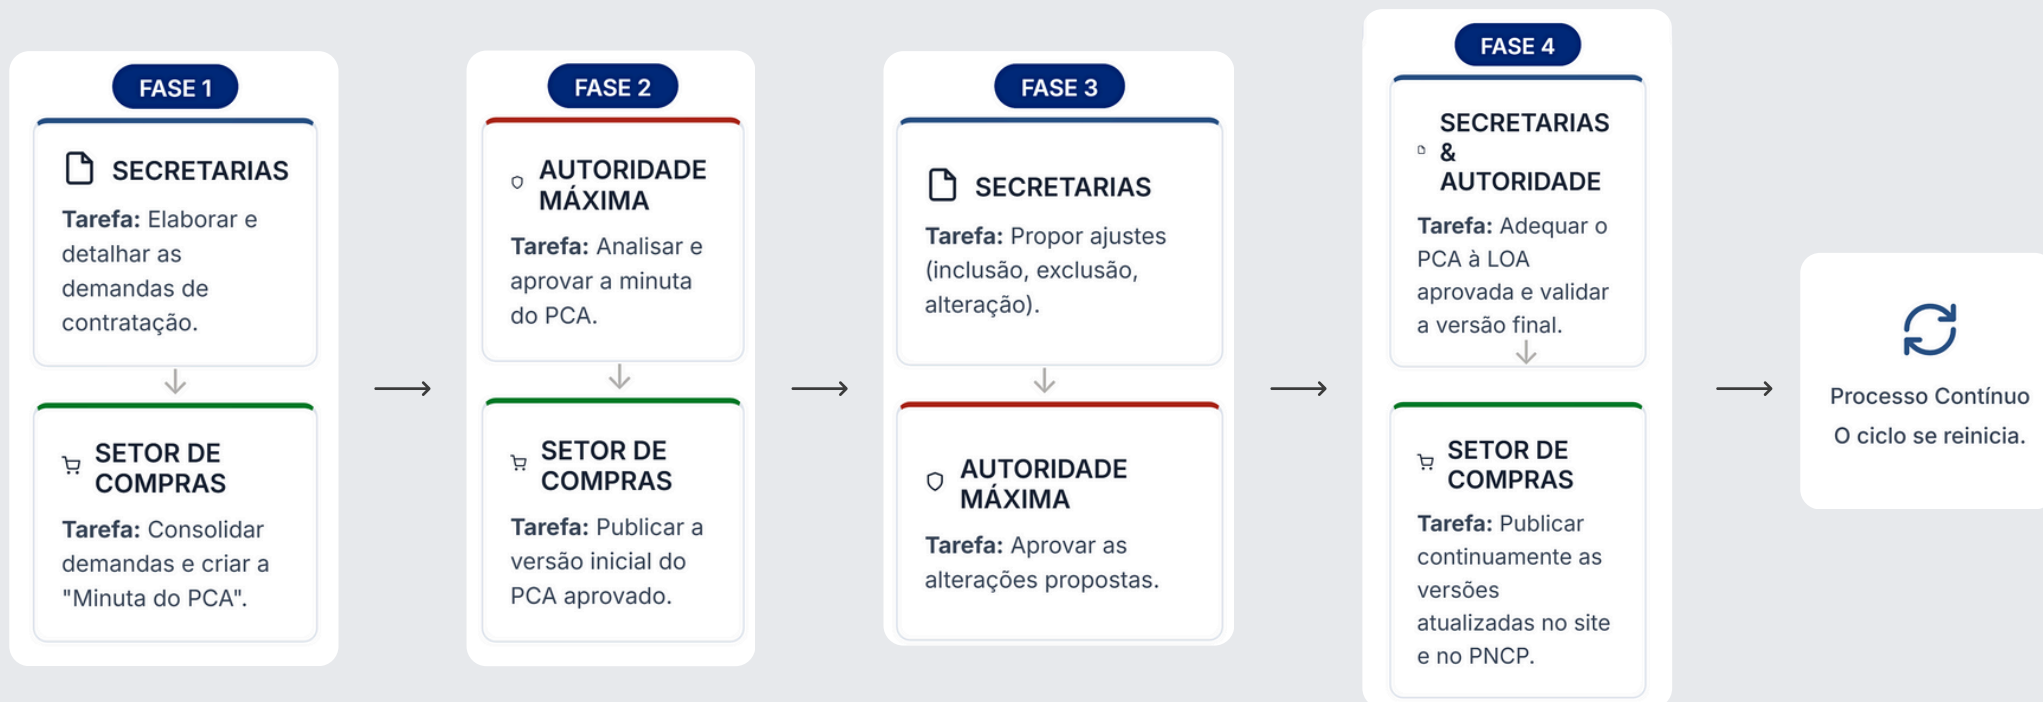 FASE 1
SECRETARIAS
Tarefa: Elaborar e
detalhar as
demandas de
contratação.
SETOR DE
COMPRAS
Tarefa: Consolidar
demandas e criar a
"Minuta do PCA".
FASE 2
AUTORIDADE
MÁXIMA
Tarefa: Analisar e
aprovar a minuta
do PCA.
SETOR DE
COMPRAS
Tarefa: Publicar a
versão inicial do
PCA aprovado.
FASE 3
SECRETARIAS
Tarefa: Propor ajustes
(inclusão, exclusão,
alteração).
AUTORIDADE
MÁXIMA
Tarefa: Aprovar as
alterações propostas.
FASE 4
SECRETARIAS
&
AUTORIDADE
Tarefa: Adequar o
PCA à LOA
aprovada e validar
a versão final.
SETOR DE
COMPRAS
Tarefa: Publicar
continuamente as
versões
atualizadas no site
e no PNCP.
Processo Contínuo
O ciclo se reinicia.